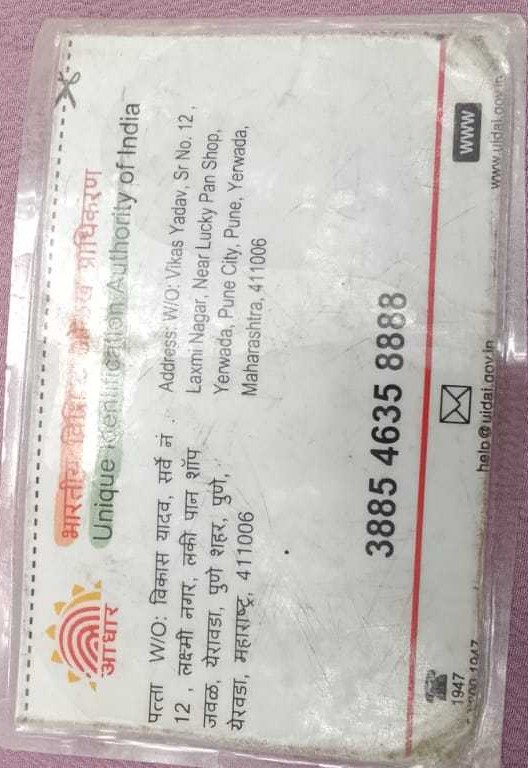 भारतीय विशिष्ट प्राधिकरण
Unique Identification Authority of India
आधार
पत्ता W/O: विकास यादव, सर्वे नं
12 , लक्ष्मी नगर, लकी पान शॉप
जवळ, येरावडा, पुणे शहर, पुणे,
येरवडा, महाराष्ट्र, 411006
Address: W/O: Vikas Yadav, Sr No. 12 ,
Laxmi Nagar, Near Lucky Pan Shop,
Yerwada, Pune City, Pune, Yerwada,
Maharashtra, 411006
3885 4635 8888
1947
1947
help@uidai.gov.in
www
www.uidai.gov.in